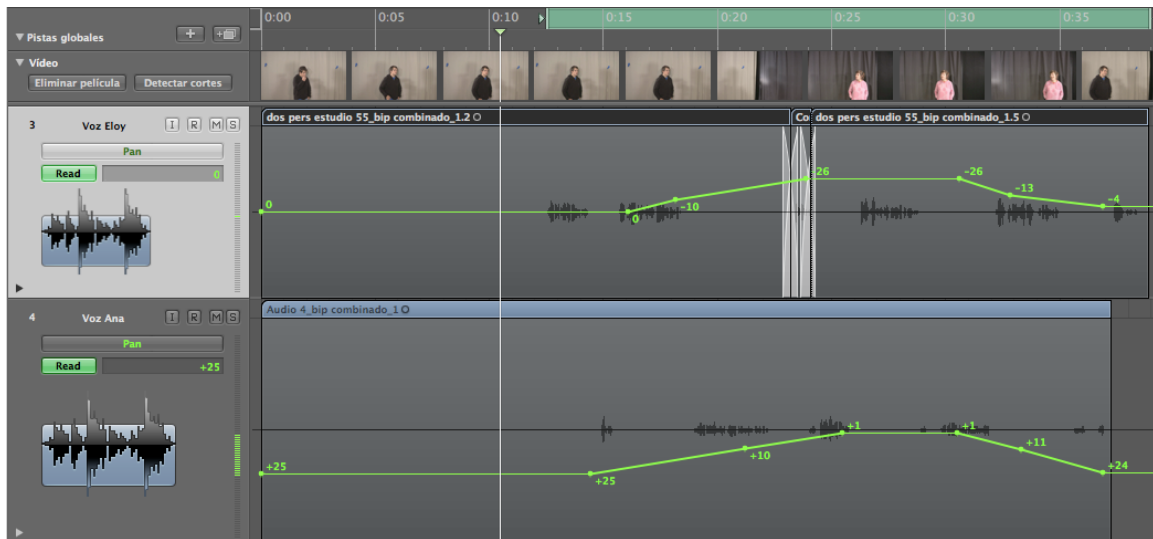 0:00 0:05 0:10 0:15 0:20 0:25 0:30 0:35
Pistas globales
Vídeo
Eliminar película Detectar cortes
3 Voz Eloy I R M S
Pan
Read 0
dos pers estudio 55_bip combinado_1.2 Co dos pers estudio 55_bip combinado_1.5
0 0 -10 -26 -26 -13 -4
4 Voz Ana I R M S
Pan
Read +25
Audio 4_bip combinado_1
+25 +25 +10 +1 +1 +11 +24